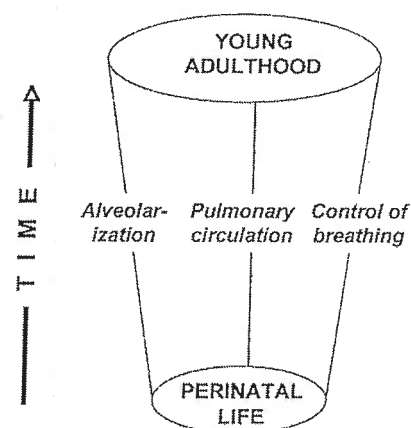 YOUNG
ADULTHOOD
TIME
Alveolar-
ization
Pulmonary
circulation
Control of
breathing
PERINATAL
LIFE